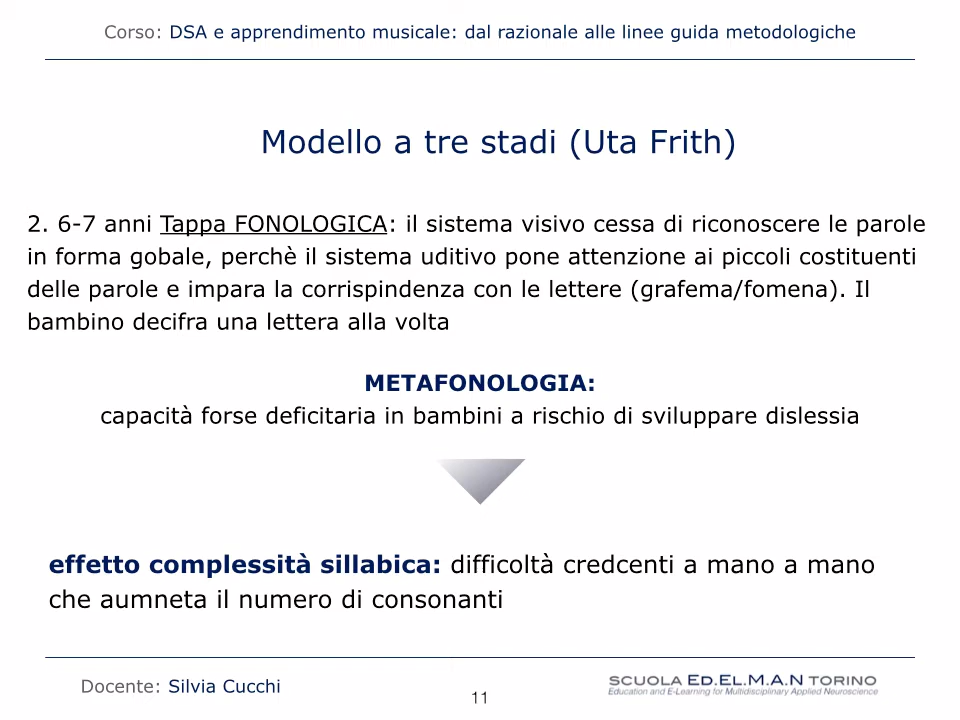 Corso: DSA e apprendimento musicale: dal razionale alle linee guida metodologiche
Modello a tre stadi (Uta Frith)
2. 6-7 anni Tappa FONOLOGICA: il sistema visivo cessa di riconoscere le parole
in forma gobale, perchè il sistema uditivo pone attenzione ai piccoli costituenti
delle parole e impara la corrispindenza con le lettere (grafema/fomena). Il
bambino decifra una lettera alla volta
METAFONOLOGIA:
capacità forse deficitaria in bambini a rischio di sviluppare dislessia
effetto complessità sillabica: difficoltà credcenti a mano a mano
che aumneta il numero di consonanti
Docente: Silvia Cucchi
11
SCUOLA ED.EL.M.A.N TORINO
Education and E-Learning for Multidisciplinary Applied Neuroscience